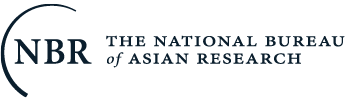 NBR
THE NATIONAL BUREAU
of ASIAN RESEARCH